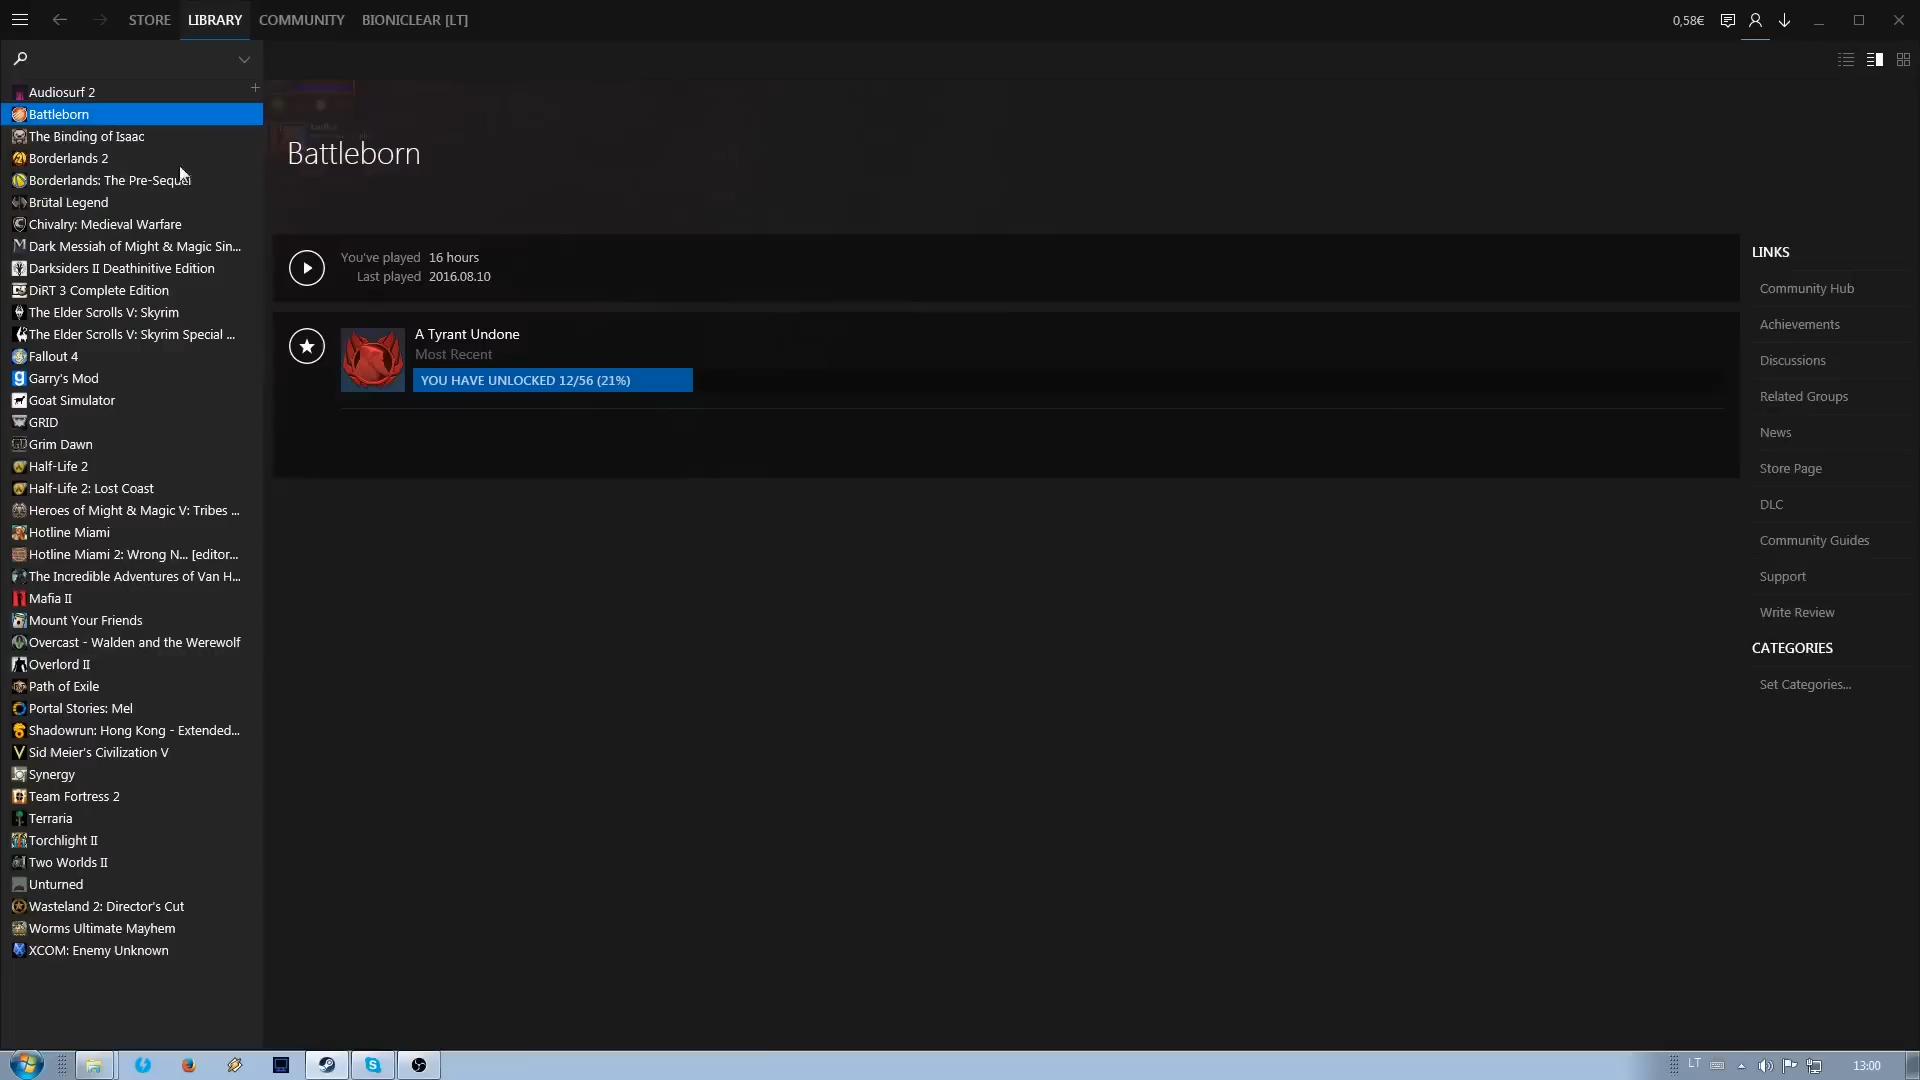 STORE LIBRARY COMMUNITY BIONICLEAR [LT] 0,58€
Audiosurf 2
Battleborn
The Binding of Isaac
Borderlands 2
Borderlands: The Pre-Sequel
Brütal Legend
Chivalry: Medieval Warfare
Dark Messiah of Might & Magic Sin...
Darksiders II Deathinitive Edition
DiRT 3 Complete Edition
The Elder Scrolls V: Skyrim
The Elder Scrolls V: Skyrim Special ...
Fallout 4
Garry's Mod
Goat Simulator
GRID
Grim Dawn
Half-Life 2
Half-Life 2: Lost Coast
Heroes of Might & Magic V: Tribes ...
Hotline Miami
Hotline Miami 2: Wrong N... [editor...
The Incredible Adventures of Van H...
Mafia II
Mount Your Friends
Overcast - Walden and the Werewolf
Overlord II
Path of Exile
Portal Stories: Mel
Shadowrun: Hong Kong - Extended...
Sid Meier's Civilization V
Synergy
Team Fortress 2
Terraria
Torchlight II
Two Worlds II
Unturned
Wasteland 2: Director's Cut
Worms Ultimate Mayhem
XCOM: Enemy Unknown
Battleborn
You've played 16 hours
Last played 2016.08.10
A Tyrant Undone
Most Recent
YOU HAVE UNLOCKED 12/56 (21%)
LINKS
Community Hub
Achievements
Discussions
Related Groups
News
Store Page
DLC
Community Guides
Support
Write Review
CATEGORIES
Set Categories...
LT 13:00